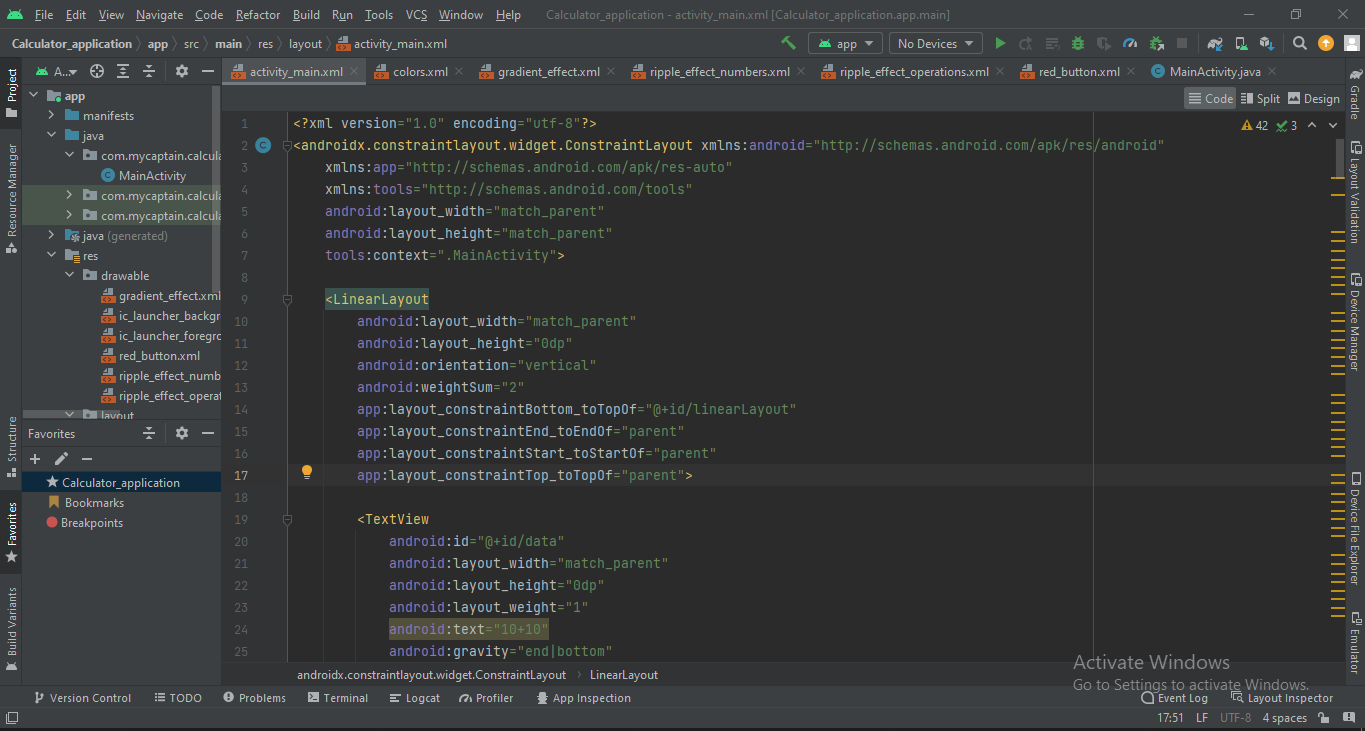 File Edit View Navigate Code Refactor Build Run Tools VCS Window Help Calculator_application - activity_main.xml [Calculator_application.app.main]
Calculator_application app src main res layout activity_main.xml app No Devices
Project
A... activity_main.xml colors.xml gradient_effect.xml ripple_effect_numbers.xml ripple_effect_operations.xml red_button.xml MainActivity.java
Gradle
Code Split Design
42 3
app
manifests
java
com.mycaptain.calcula
MainActivity
com.mycaptain.calcula
com.mycaptain.calcula
java (generated)
res
drawable
gradient_effect.xml
ic_launcher_backgr
ic_launcher_foregro
red_button.xml
ripple_effect_numb
ripple_effect_operat
layout
Resource Manager
Structure
Favorites
Build Variants
Favorites
Calculator_application
Bookmarks
Breakpoints
1 <?xml version="1.0" encoding="utf-8"?>
2 <androidx.constraintlayout.widget.ConstraintLayout xmlns:android="http://schemas.android.com/apk/res/android"
3 xmlns:app="http://schemas.android.com/apk/res-auto"
4 xmlns:tools="http://schemas.android.com/tools"
5 android:layout_width="match_parent"
6 android:layout_height="match_parent"
7 tools:context=".MainActivity">
8
9 <LinearLayout
10 android:layout_width="match_parent"
11 android:layout_height="0dp"
12 android:orientation="vertical"
13 android:weightSum="2"
14 app:layout_constraintBottom_toTopOf="@+id/linearLayout"
15 app:layout_constraintEnd_toEndOf="parent"
16 app:layout_constraintStart_toStartOf="parent"
17 app:layout_constraintTop_toTopOf="parent">
18
19 <TextView
20 android:id="@+id/data"
21 android:layout_width="match_parent"
22 android:layout_height="0dp"
23 android:layout_weight="1"
24 android:text="10+10"
25 android:gravity="end|bottom"
Layout Validation
Device Manager
Device File Explorer
Emulator
androidx.constraintlayout.widget.ConstraintLayout LinearLayout
Activate Windows
Go to Settings to activate Windows.
Version Control TODO Problems Terminal Logcat Profiler App Inspection Event Log Layout Inspector
17:51 LF UTF-8 4 spaces